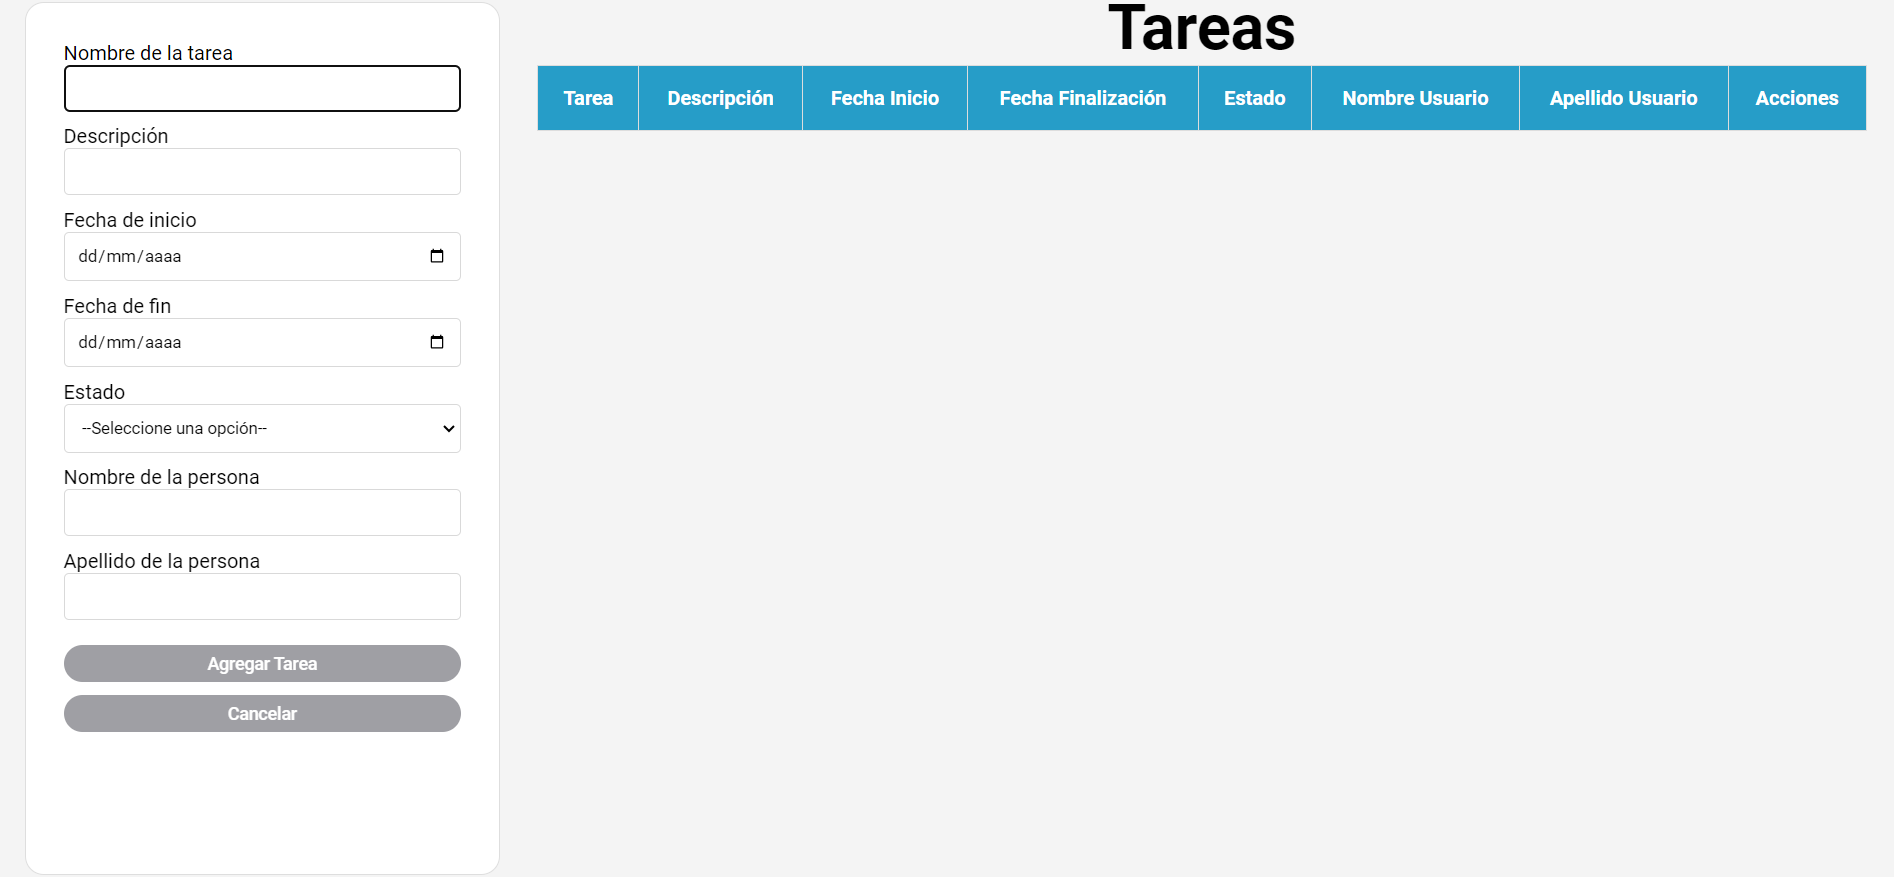 Nombre de la tarea
Descripción
Fecha de inicio
dd/mm/aaaa
Fecha de fin
dd/mm/aaaa
Estado
--Seleccione una opción--
Nombre de la persona
Apellido de la persona
Agregar Tarea
Cancelar
Tareas
Tarea Descripción Fecha Inicio Fecha Finalización Estado Nombre Usuario Apellido Usuario Acciones